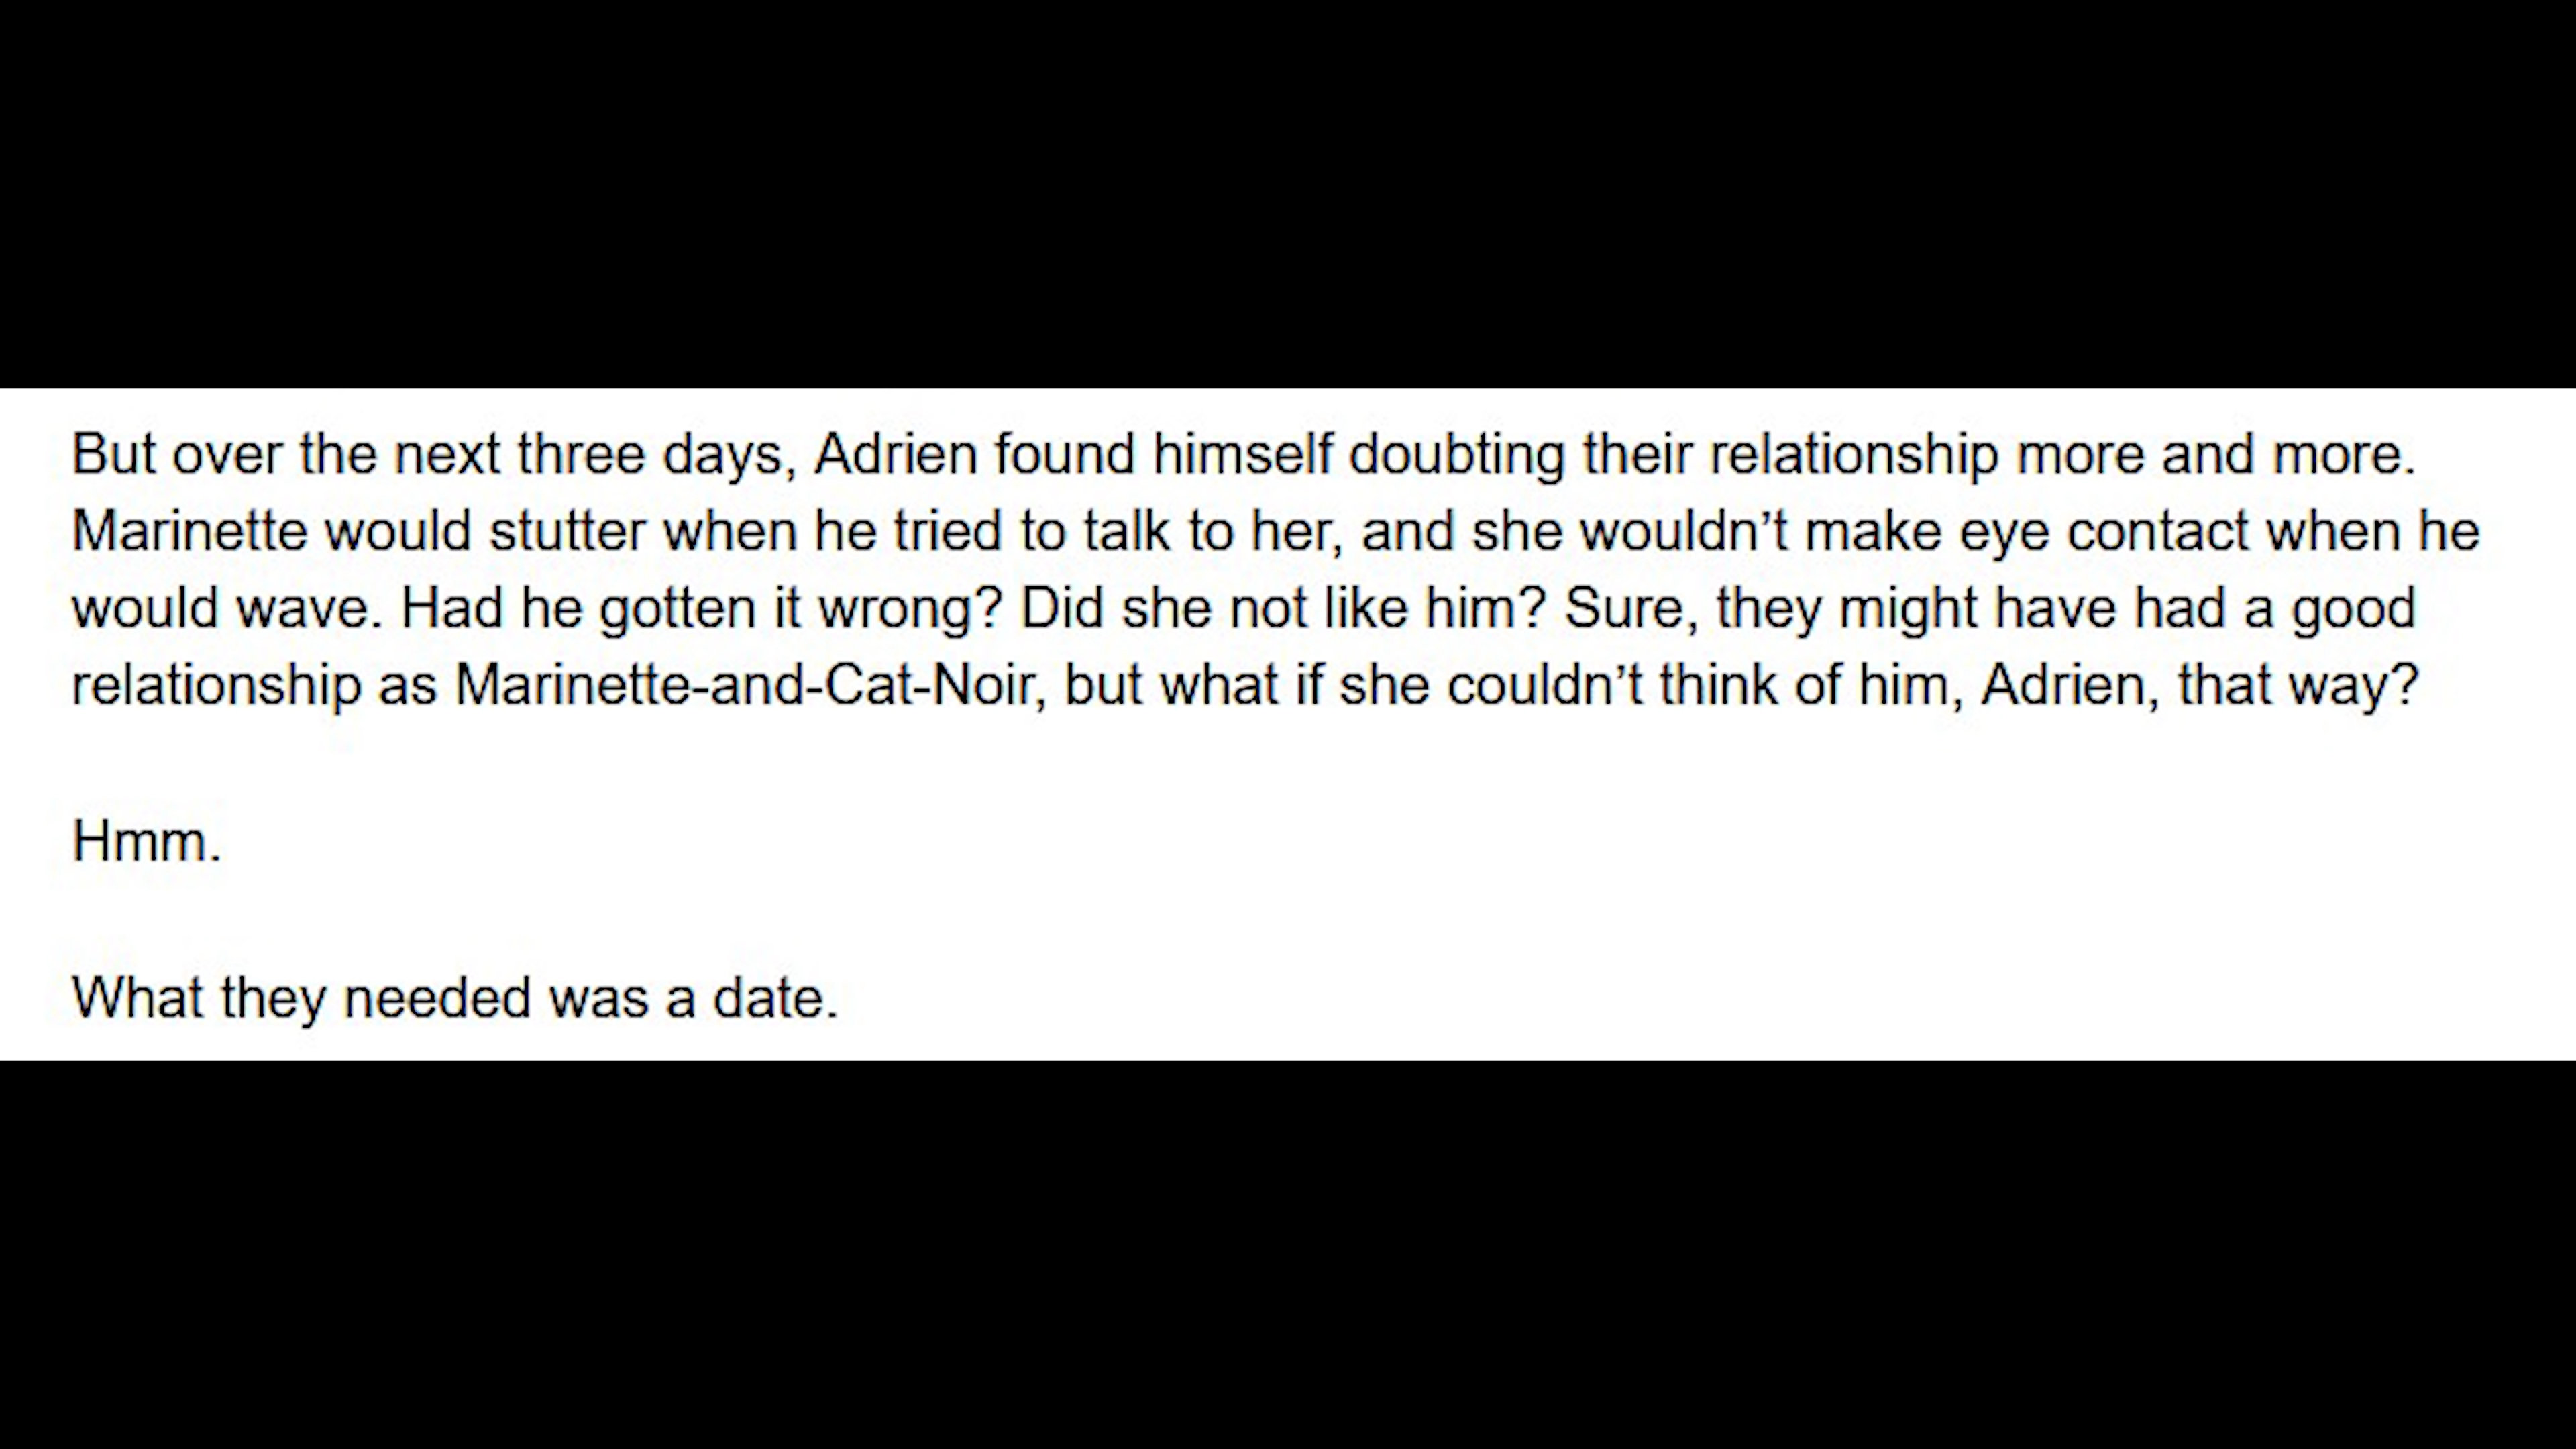 But over the next three days, Adrien found himself doubting their relationship more and more.
Marinette would stutter when he tried to talk to her, and she wouldn’t make eye contact when he
would wave. Had he gotten it wrong? Did she not like him? Sure, they might have had a good
relationship as Marinette-and-Cat-Noir, but what if she couldn’t think of him, Adrien, that way?
Hmm.
What they needed was a date.